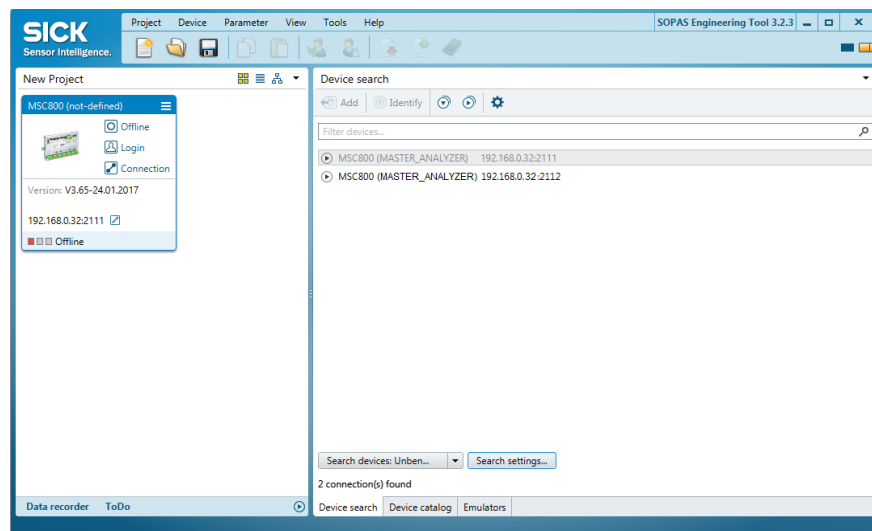 SICK
Sensor Intelligence.
Project Device Parameter View Tools Help
SOPAS Engineering Tool 3.2.3
New Project
MSC800 (not-defined)
Offline
Login
Connection
Version: V3.65-24.01.2017
192.168.0.32:2111
Offline
Data recorder ToDo
Device search
Add Identify
Filter devices...
MSC800 (MASTER_ANALYZER) 192.168.0.32:2111
MSC800 (MASTER_ANALYZER) 192.168.0.32:2112
Search devices: Unben... Search settings...
2 connection(s) found
Device search Device catalog Emulators